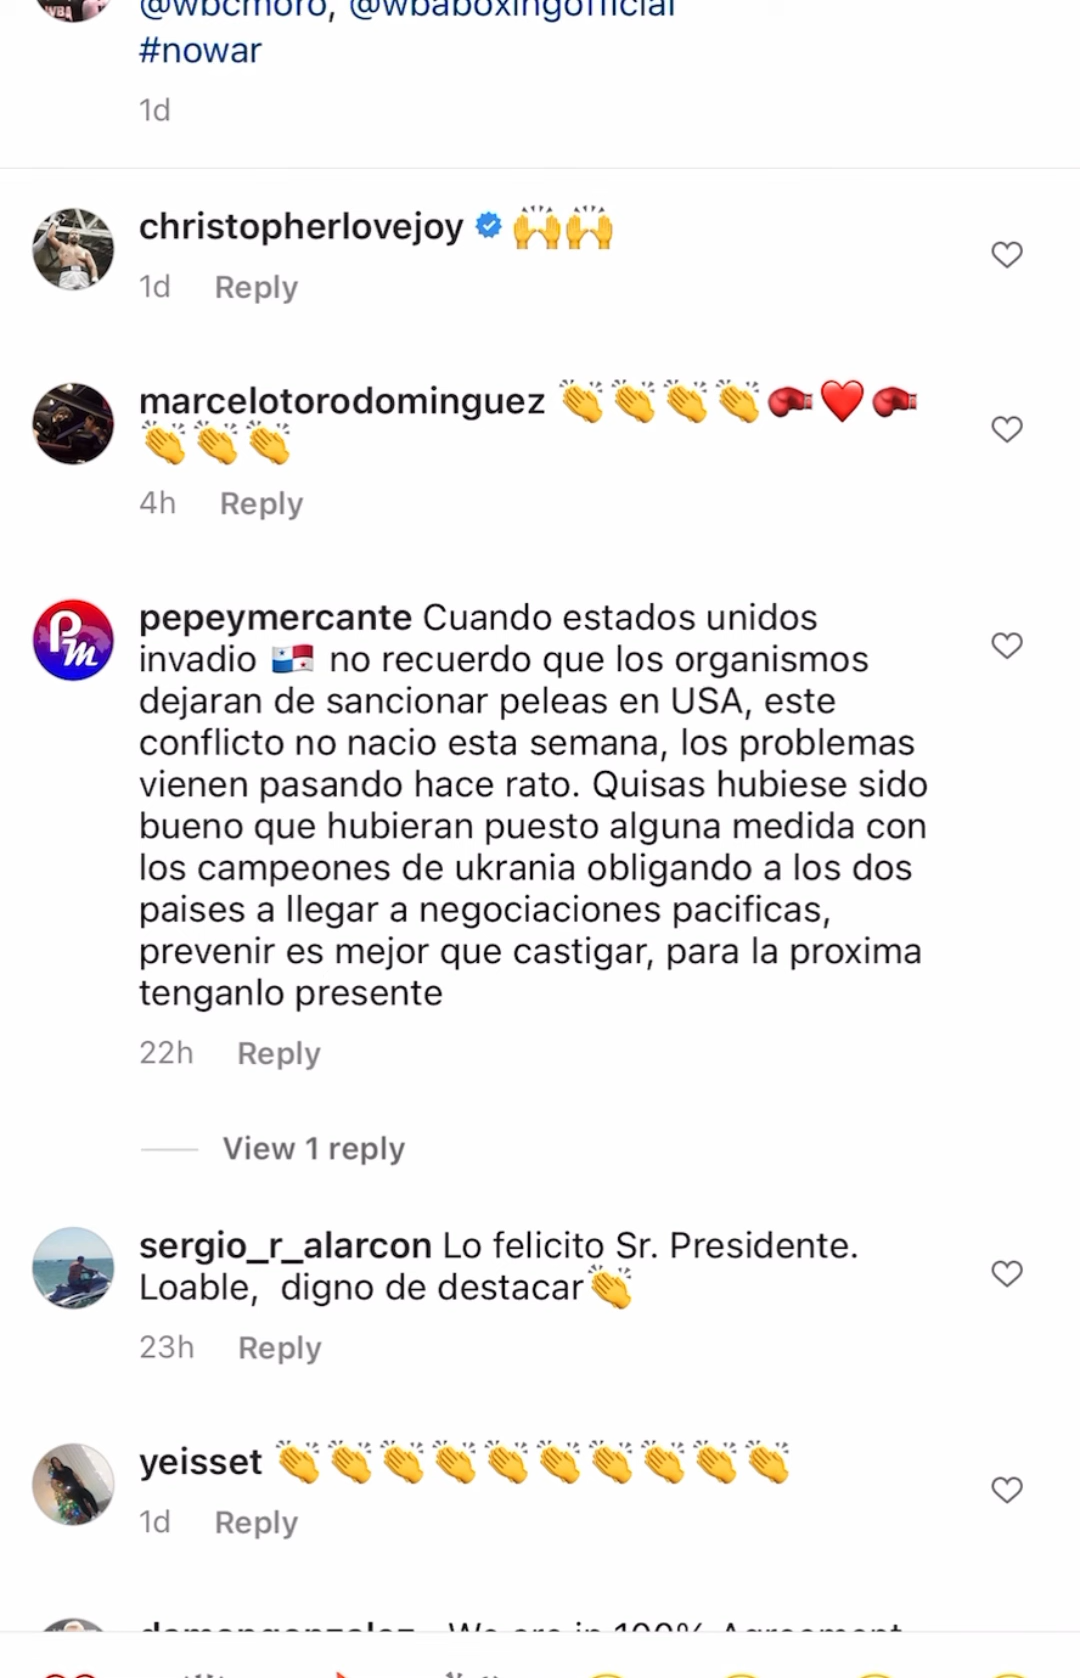 @wbcmoro, @wbaboxingofficial
#nowar
1d
christopherlovejoy 🙌🙌
1d Reply
marcelotorodominguez 👏👏👏👏🥊❤️🥊
👏👏👏
4h Reply
pepeymercante Cuando estados unidos
invadio 🇵🇦 no recuerdo que los organismos
dejaran de sancionar peleas en USA, este
conflicto no nacio esta semana, los problemas
vienen pasando hace rato. Quisas hubiese sido
bueno que hubieran puesto alguna medida con
los campeones de ukrania obligando a los dos
paises a llegar a negociaciones pacificas,
prevenir es mejor que castigar, para la proxima
tenganlo presente
22h Reply
View 1 reply
sergio_r_alarcon Lo felicito Sr. Presidente.
Loable, digno de destacar👏
23h Reply
yeisset 👏👏👏👏👏👏👏👏👏👏
1d Reply
We are in 100% Agreement